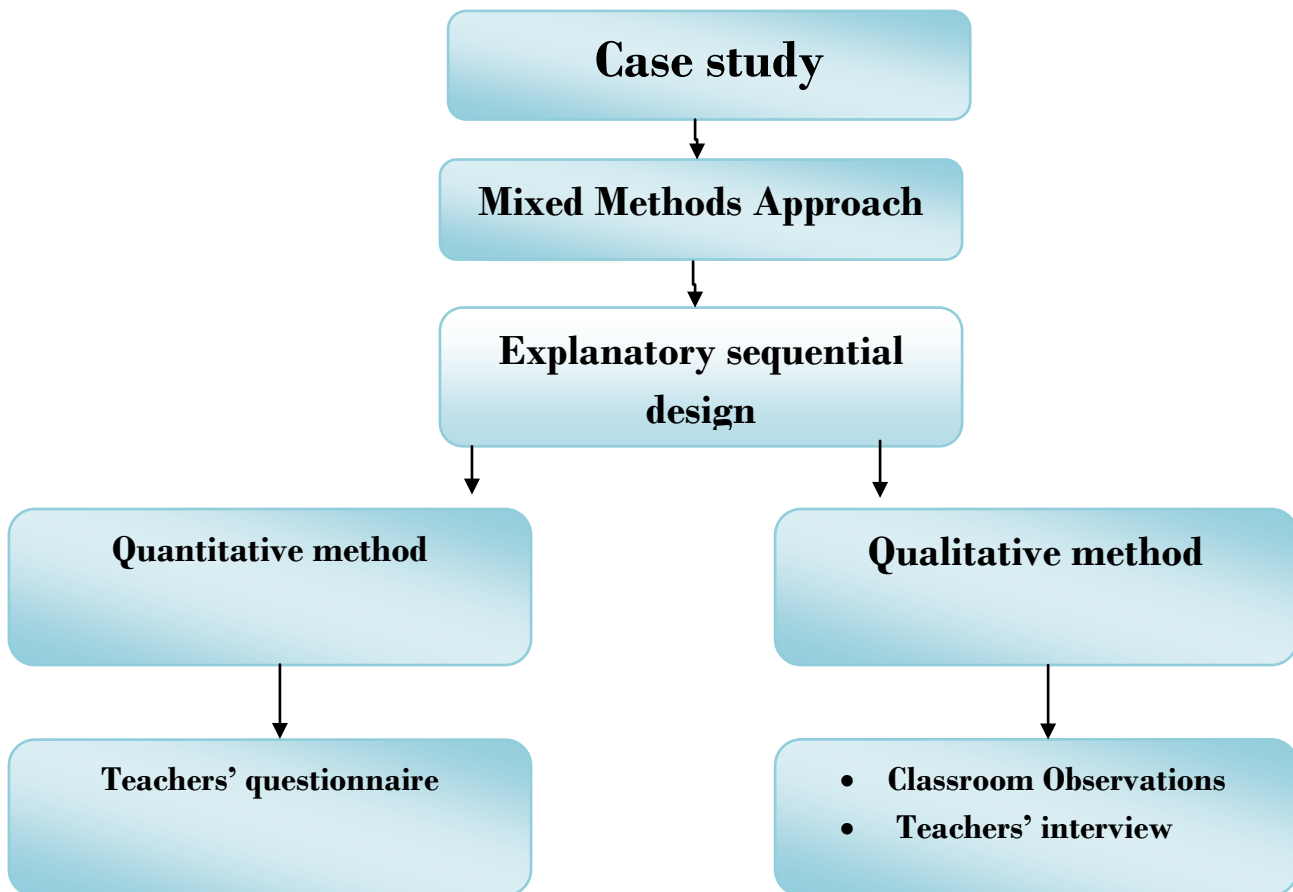 Case study
Mixed Methods Approach
Explanatory sequential
design
Quantitative method
Qualitative method
Teachers’ questionnaire
• Classroom Observations
• Teachers’ interview